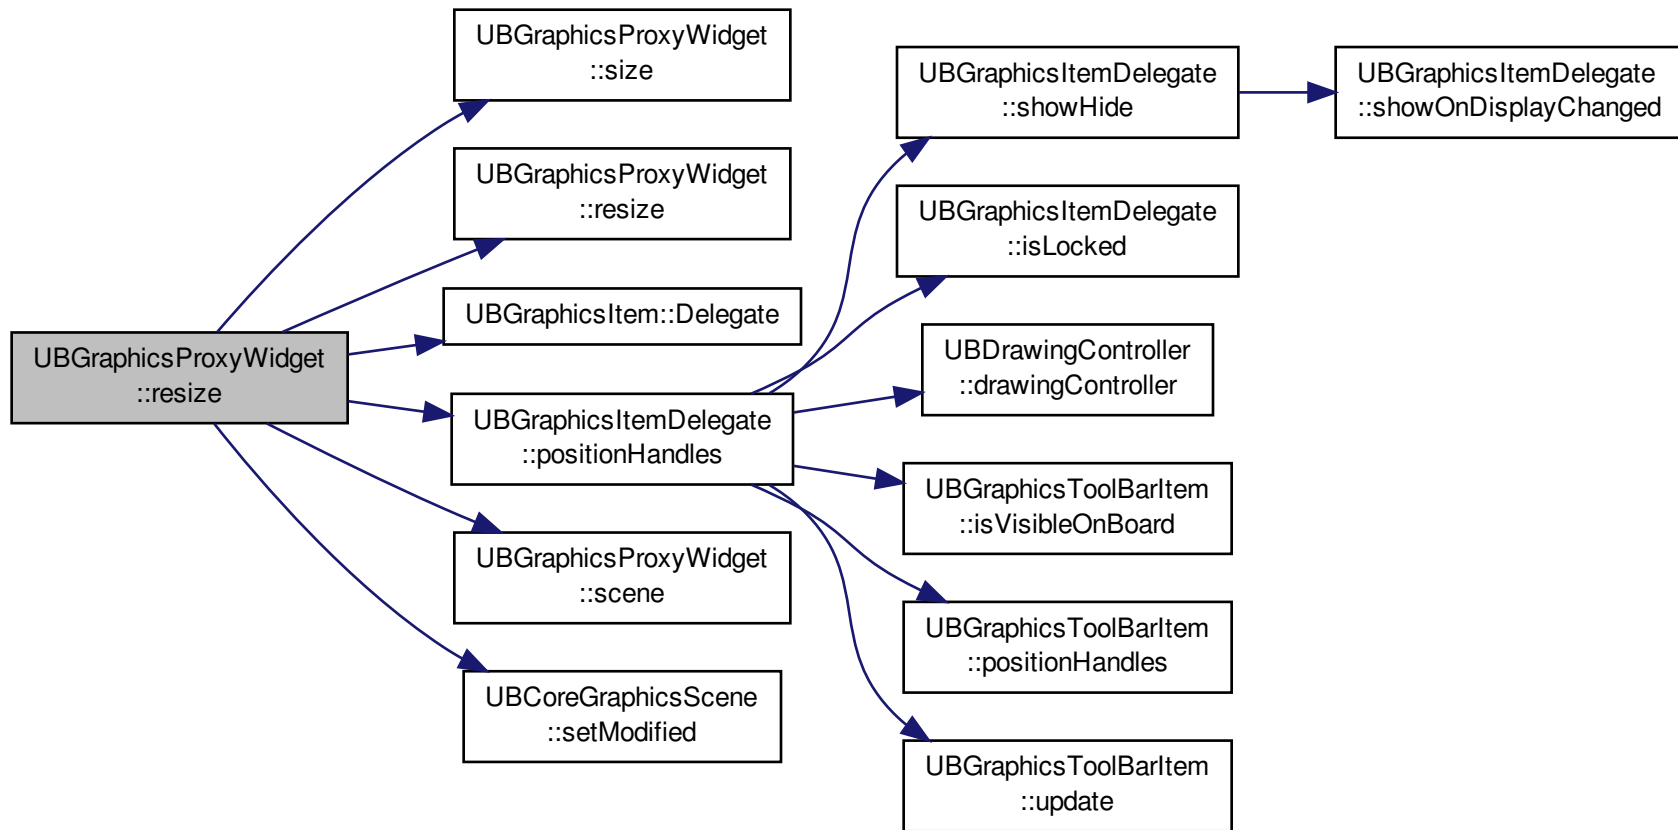 UBGraphicsProxyWidget
::resize
UBGraphicsProxyWidget
::size
UBGraphicsProxyWidget
::resize
UBGraphicsItem::Delegate
UBGraphicsItemDelegate
::positionHandles
UBGraphicsProxyWidget
::scene
UBCoreGraphicsScene
::setModified
UBGraphicsItemDelegate
::showHide
UBGraphicsItemDelegate
::isLocked
UBDrawingController
::drawingController
UBGraphicsToolBarItem
::isVisibleOnBoard
UBGraphicsToolBarItem
::positionHandles
UBGraphicsToolBarItem
::update
UBGraphicsItemDelegate
::showOnDisplayChanged